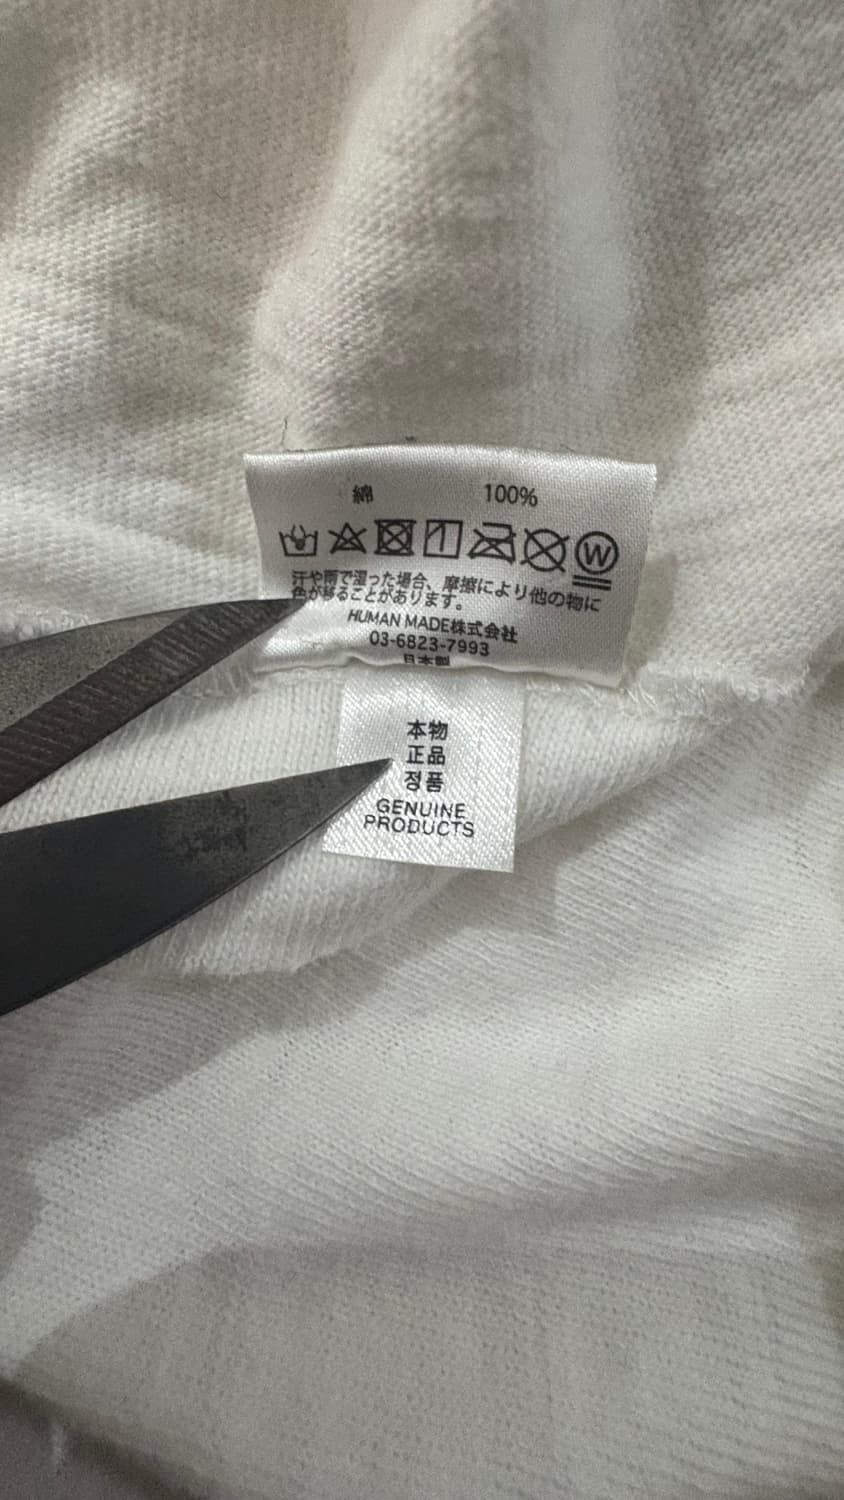 綿 100%
W
汗や雨で湿った場合、摩擦により他の物に
色が移ることがあります。
HUMAN MADE株式会社
03-6823-7993
日本製
本物
正品
정품
GENUINE
PRODUCTS